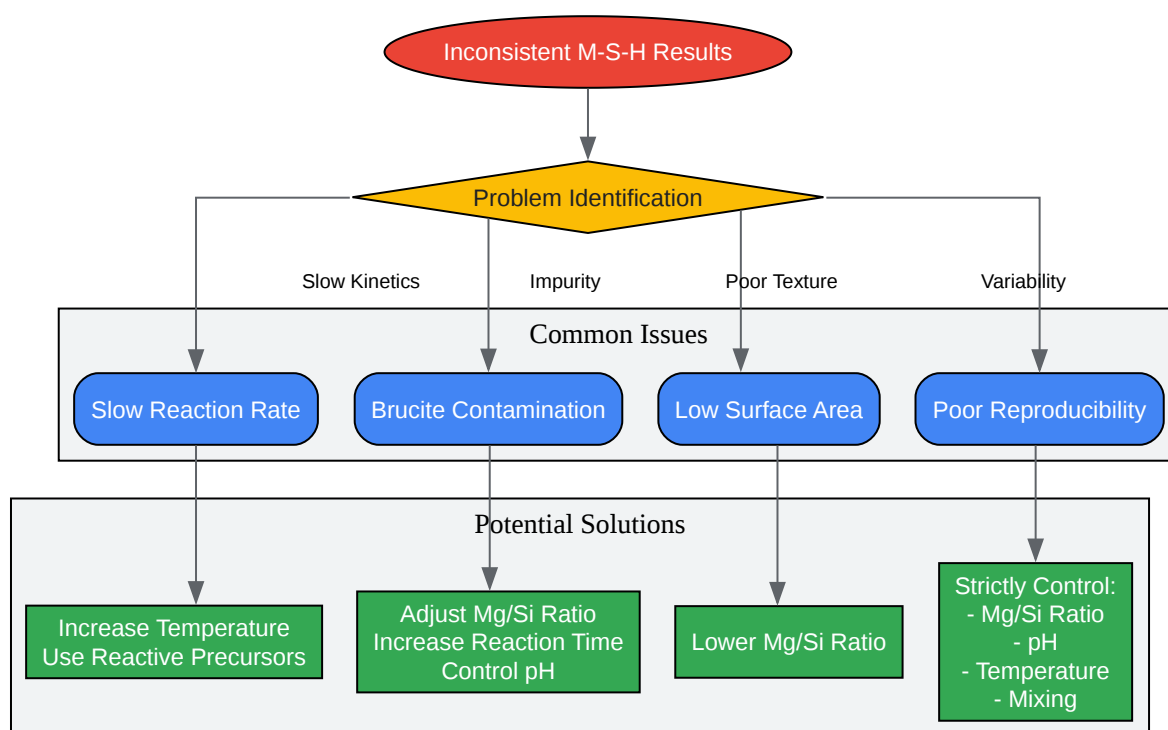 Inconsistent M-S-H Results
Problem Identification
Slow Kinetics
Impurity
Poor Texture
Variability
Common Issues
Slow Reaction Rate
Brucite Contamination
Low Surface Area
Poor Reproducibility
Potential Solutions
Increase Temperature
Use Reactive Precursors
Adjust Mg/Si Ratio
Increase Reaction Time
Control pH
Lower Mg/Si Ratio
Strictly Control:
- Mg/Si Ratio
- pH
- Temperature
- Mixing